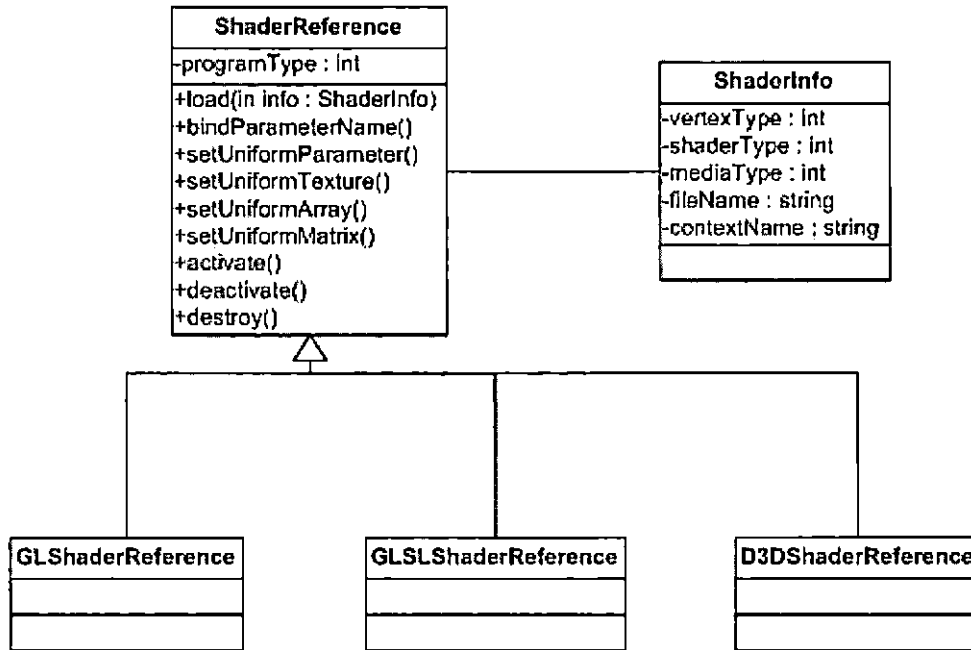 ShaderReference
-programType : int
+load(in info : ShaderInfo)
+bindParameterName()
+setUniformParameter()
+setUniformTexture()
+setUniformArray()
+setUniformMatrix()
+activate()
+deactivate()
+destroy()
ShaderInfo
-vertexType : int
-shaderType : int
-mediaType : int
-fileName : string
-contextName : string
GLShaderReference
GLSLShaderReference
D3DShaderReference